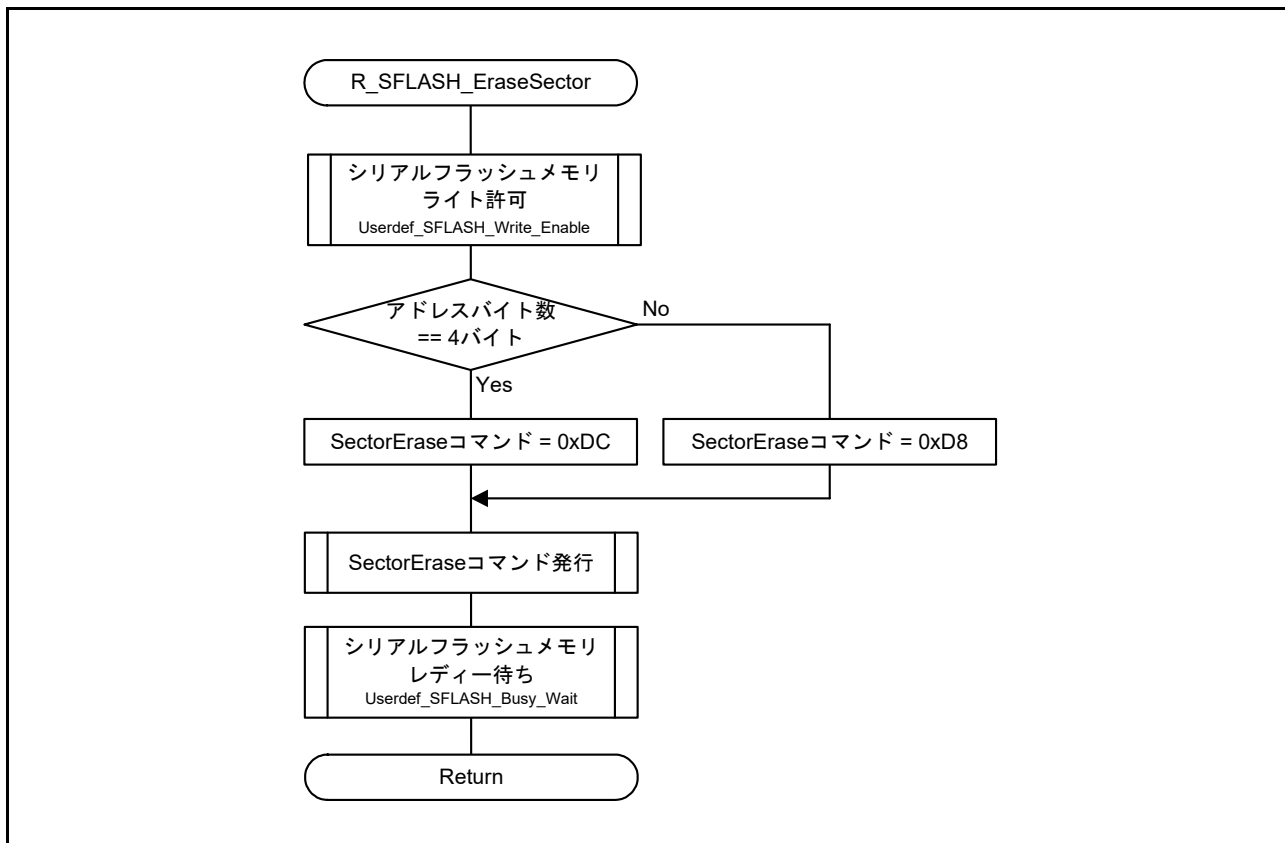 R_SFLASH_EraseSector
シリアルフラッシュメモリ
ライト許可
Userdef_SFLASH_Write_Enable
アドレスバイト数
== 4バイト
No
Yes
SectorEraseコマンド = 0xDC
SectorEraseコマンド = 0xD8
SectorEraseコマンド発行
シリアルフラッシュメモリ
レディー待ち
Userdef_SFLASH_Busy_Wait
Return